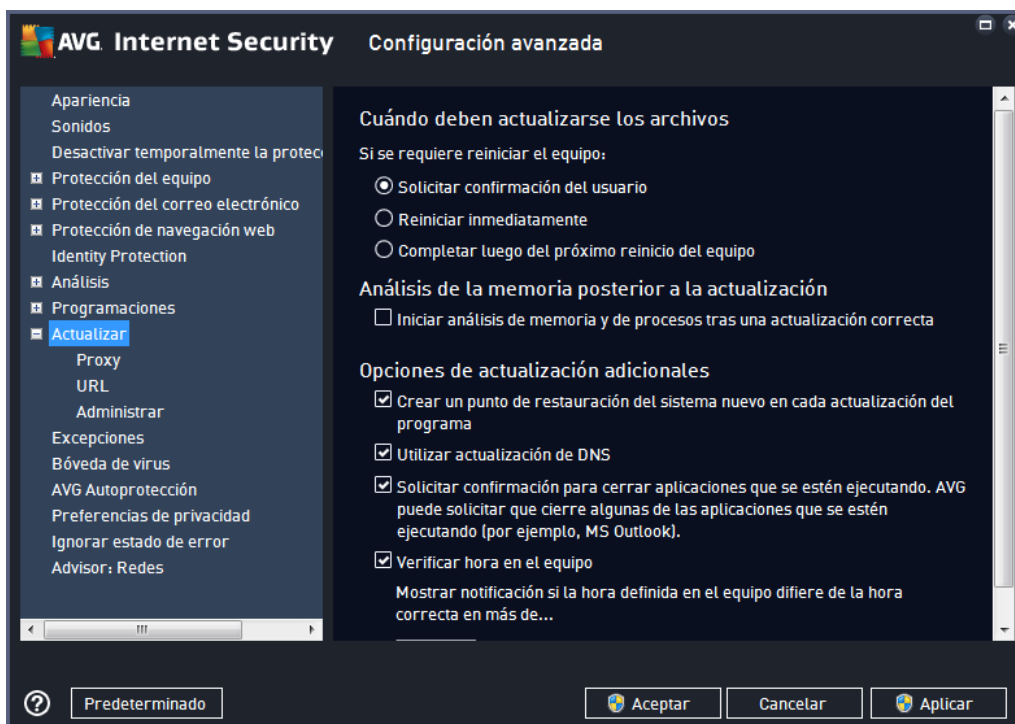 AVG. Internet Security
Configuración avanzada
Apariencia
Sonidos
Desactivar temporalmente la protec
Protección del equipo
Protección del correo electrónico
Protección de navegación web
Identity Protection
Análisis
Programaciones
Actualizar
Proxy
URL
Administrar
Excepciones
Bóveda de virus
AVG Autoprotección
Preferencias de privacidad
Ignorar estado de error
Advisor: Redes
Cuándo deben actualizarse los archivos
Si se requiere reiniciar el equipo:
Solicitar confirmación del usuario
Reiniciar inmediatamente
Completar luego del próximo reinicio del equipo
Análisis de la memoria posterior a la actualización
Iniciar análisis de memoria y de procesos tras una actualización correcta
Opciones de actualización adicionales
Crear un punto de restauración del sistema nuevo en cada actualización del
programa
Utilizar actualización de DNS
Solicitar confirmación para cerrar aplicaciones que se estén ejecutando. AVG
puede solicitar que cierre algunas de las aplicaciones que se estén
ejecutando (por ejemplo, MS Outlook).
Verificar hora en el equipo
Mostrar notificación si la hora definida en el equipo difiere de la hora
correcta en más de...
Predeterminado
Aceptar
Cancelar
Aplicar